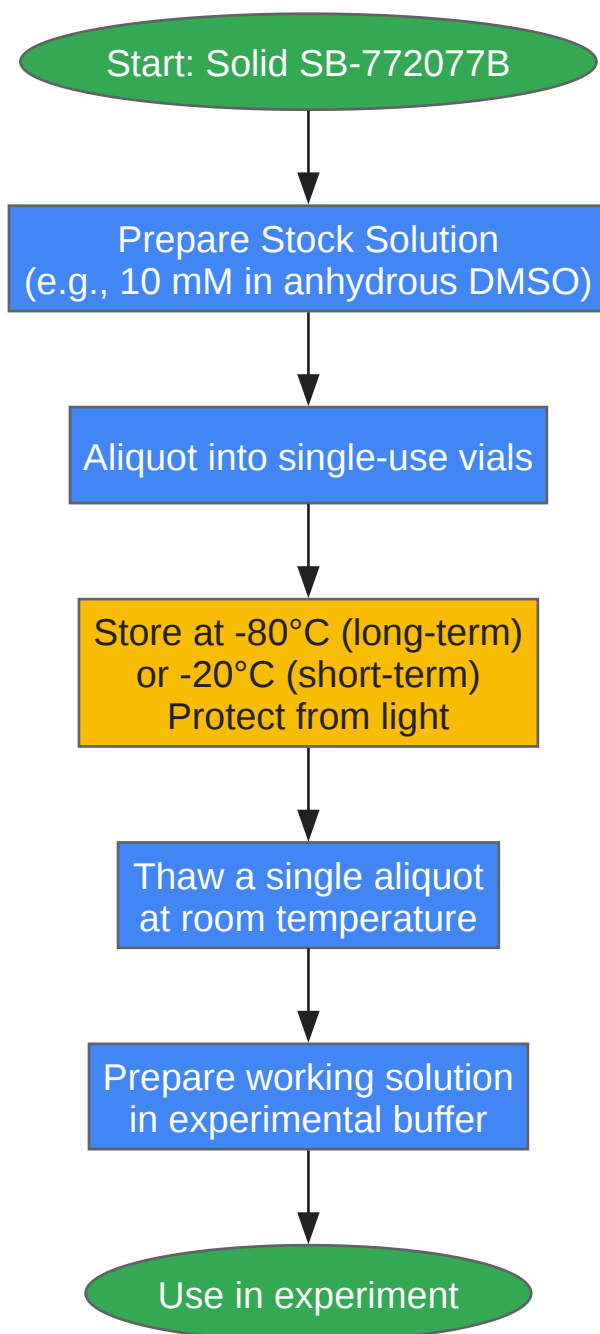 Start: Solid SB-772077B
Prepare Stock Solution
(e.g., 10 mM in anhydrous DMSO)
Aliquot into single-use vials
Store at -80°C (long-term)
or -20°C (short-term)
Protect from light
Thaw a single aliquot
at room temperature
Prepare working solution
in experimental buffer
Use in experiment